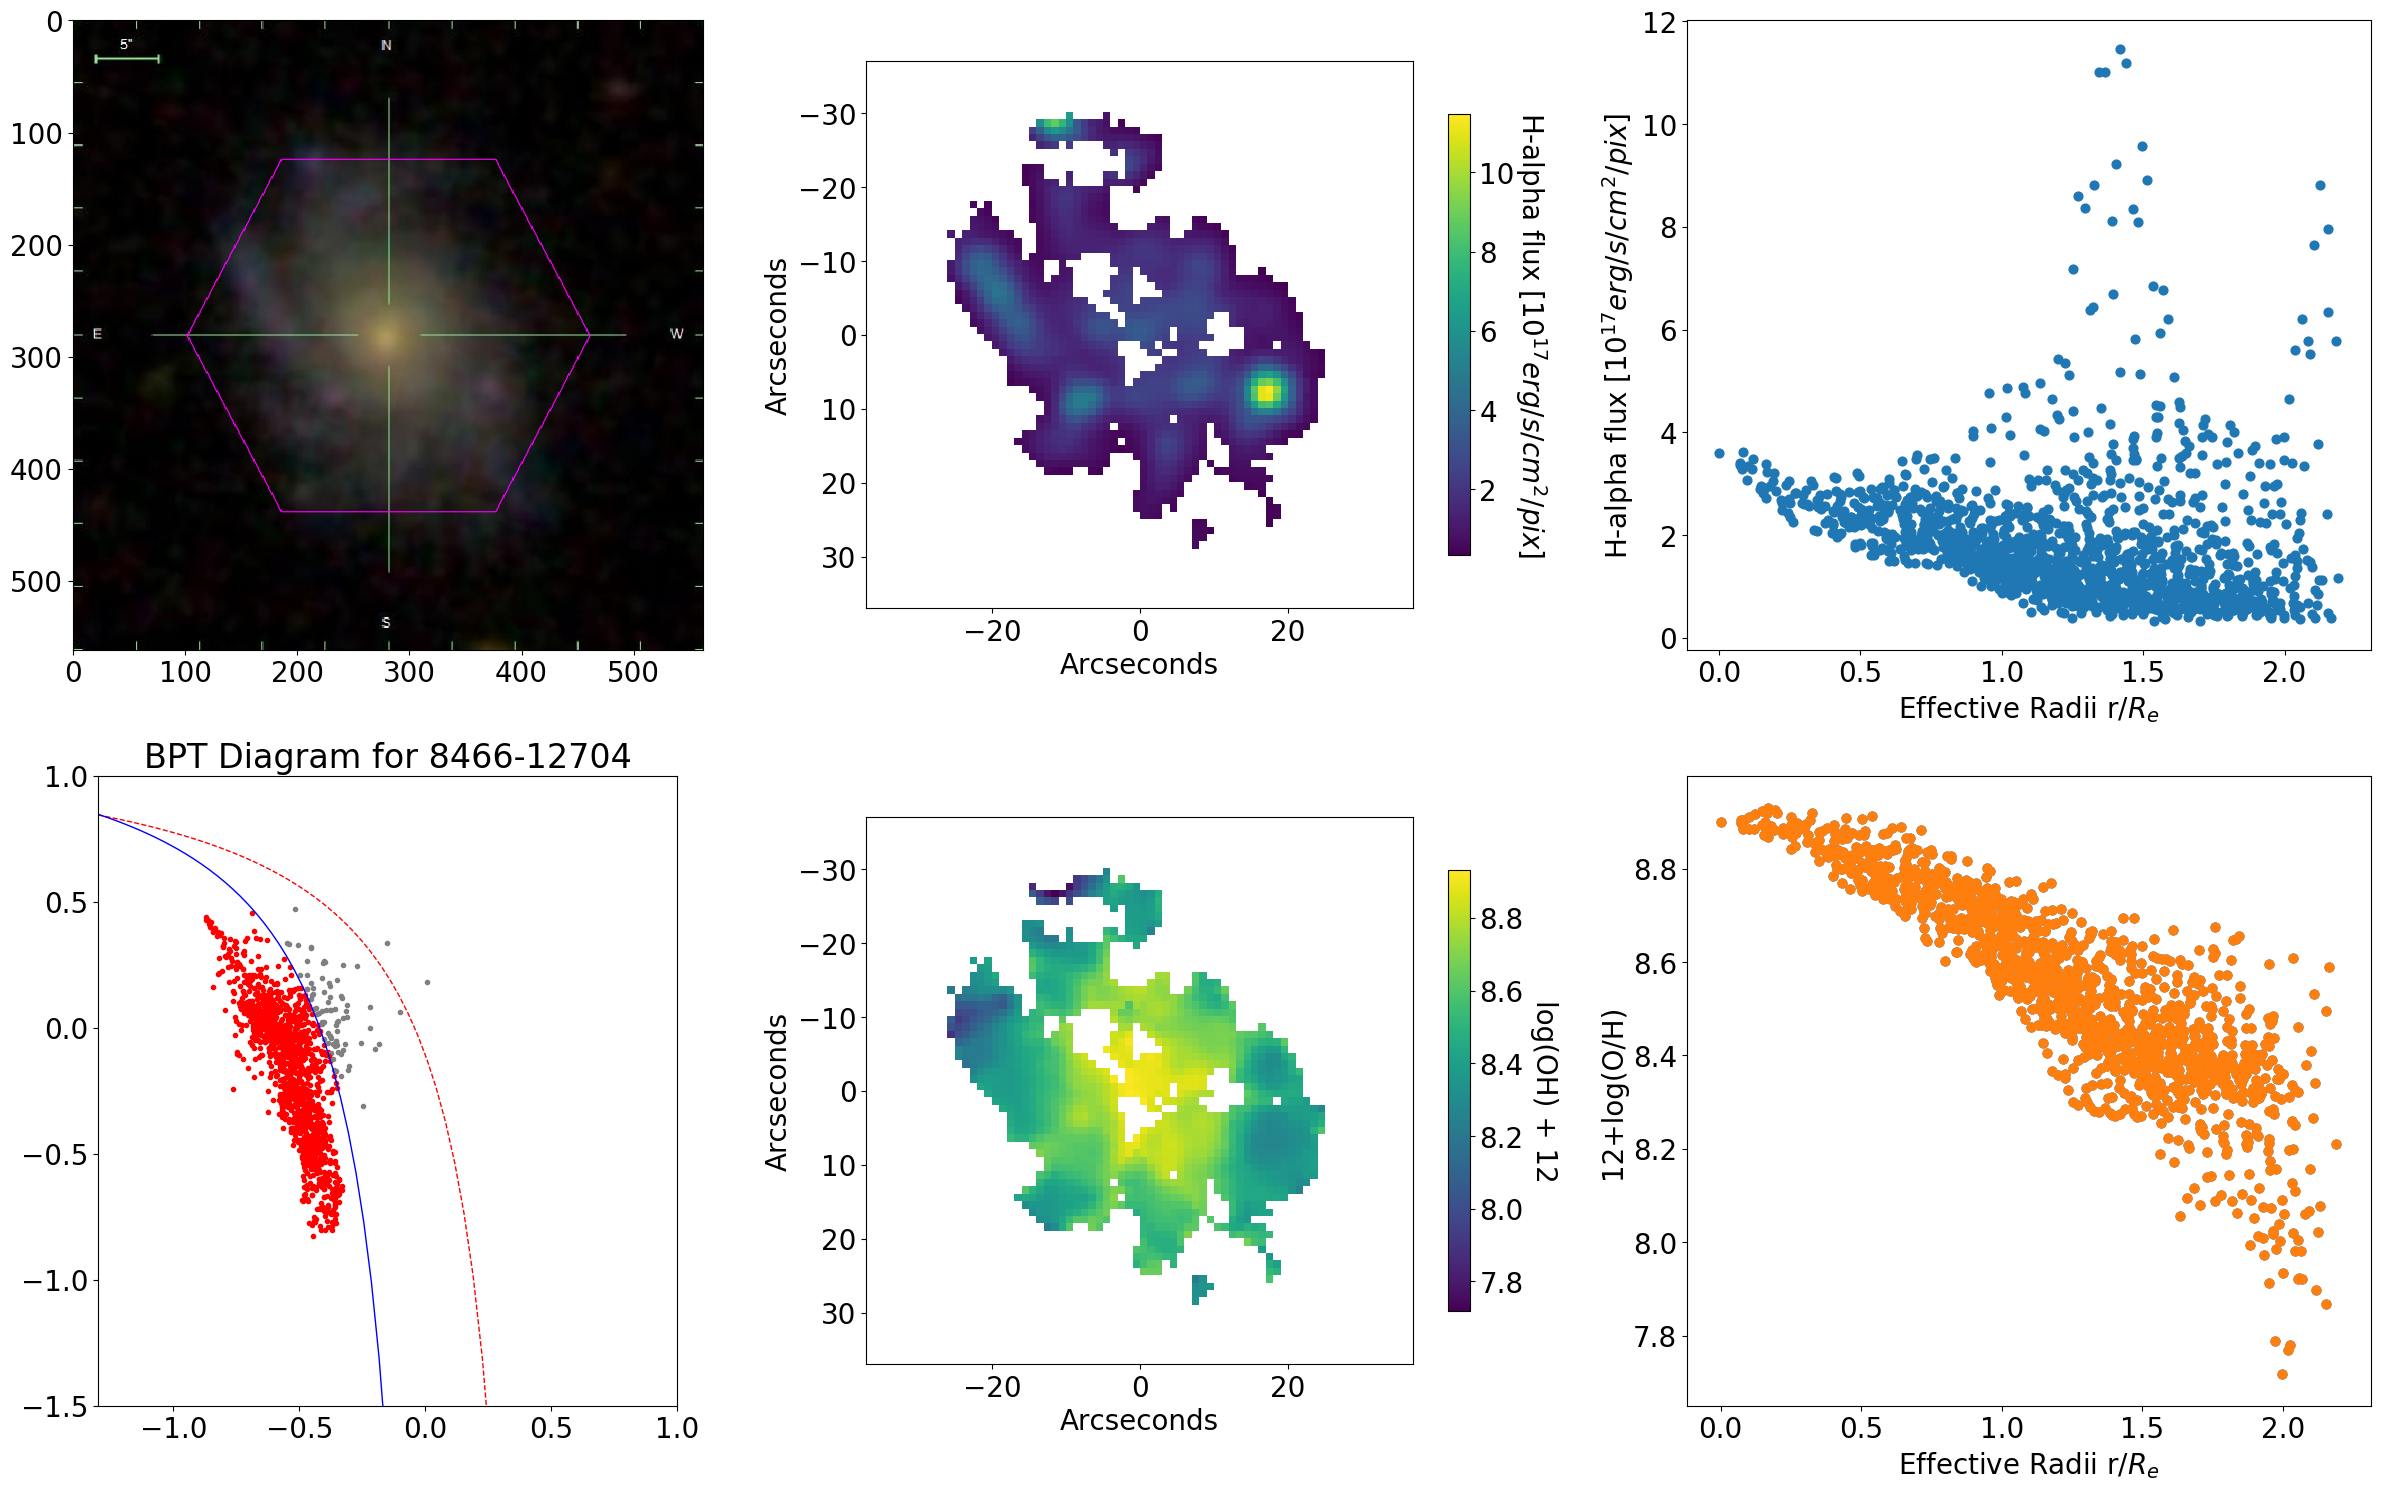 0
100
200
300
400
500
0 100 200 300 400 500
5"
N
E
W
S
−30
−20
−10
0
10
20
30
−20 0 20
Arcseconds
Arcseconds
10
8
6
4
2
H-alpha flux [10^{17}erg/s/cm^2/pix]
12
10
8
6
4
2
0
0.0 0.5 1.0 1.5 2.0
H-alpha flux [10^{17}erg/s/cm^2/pix]
Effective Radii r/R_e
BPT Diagram for 8466-12704
1.0
0.5
0.0
−0.5
−1.0
−1.5
−1.0 −0.5 0.0 0.5 1.0
−30
−20
−10
0
10
20
30
−20 0 20
Arcseconds
Arcseconds
8.8
8.6
8.4
8.2
8.0
7.8
log(OH) + 12
8.8
8.6
8.4
8.2
8.0
7.8
0.0 0.5 1.0 1.5 2.0
12+log(O/H)
Effective Radii r/R_e